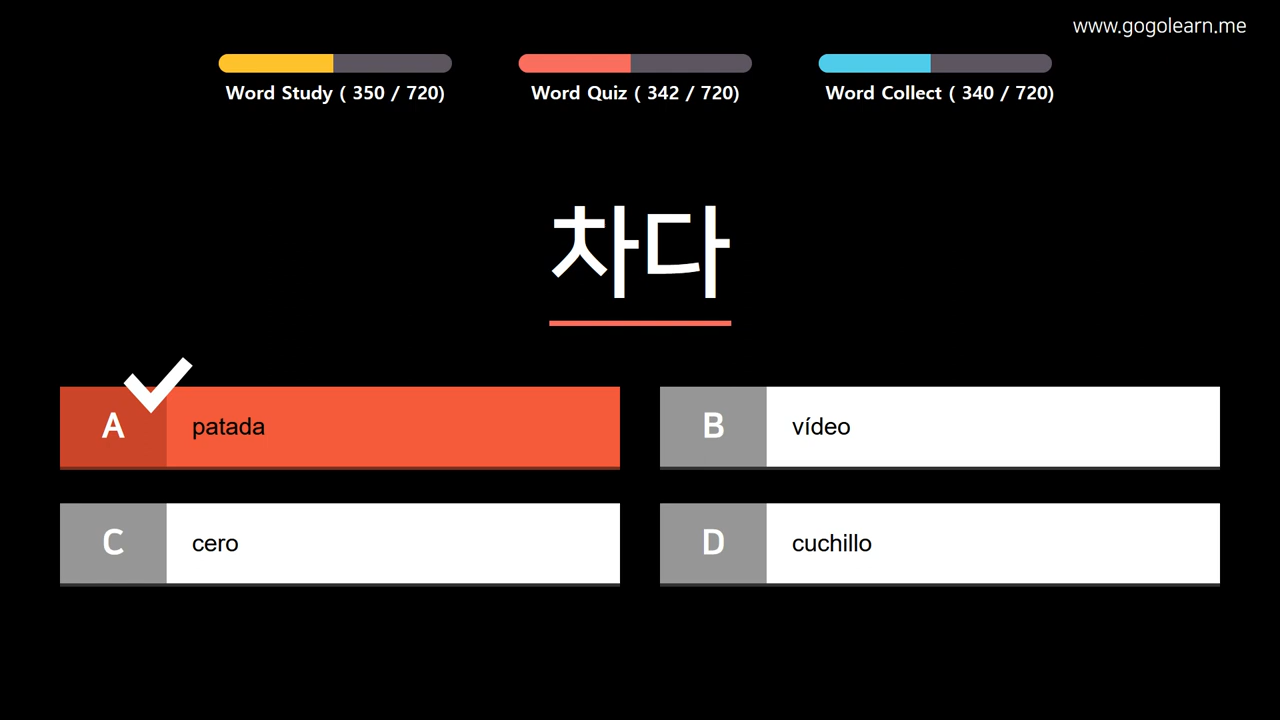 www.gogolearn.me
Word Study ( 350 / 720)
Word Quiz ( 342 / 720)
Word Collect ( 340 / 720)
차다
A patada
B vídeo
C cero
D cuchillo